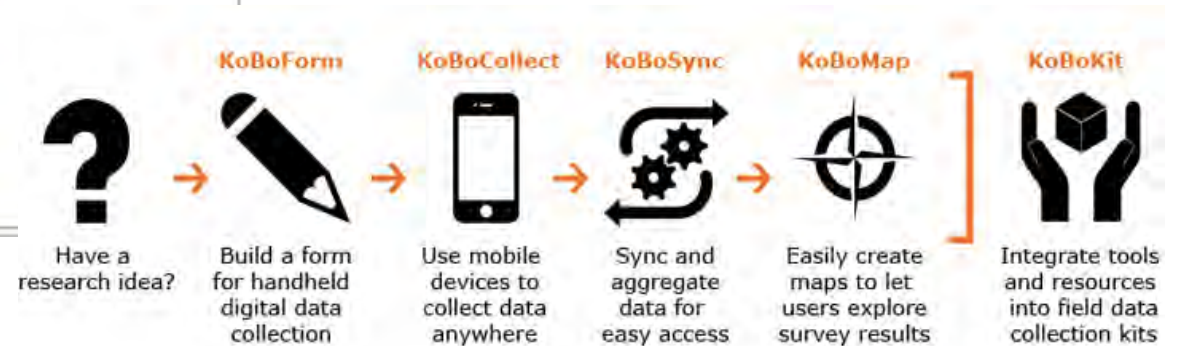 KoBoForm
KoBoCollect
KoBoSync
KoBoMap
KoBoKit
?
Have a
research idea?
Build a form
for handheld
digital data
collection
Use mobile
devices to
collect data
anywhere
Sync and
aggregate
data for
easy access
Easily create
maps to let
users explore
survey results
Integrate tools
and resources
into field data
collection kits